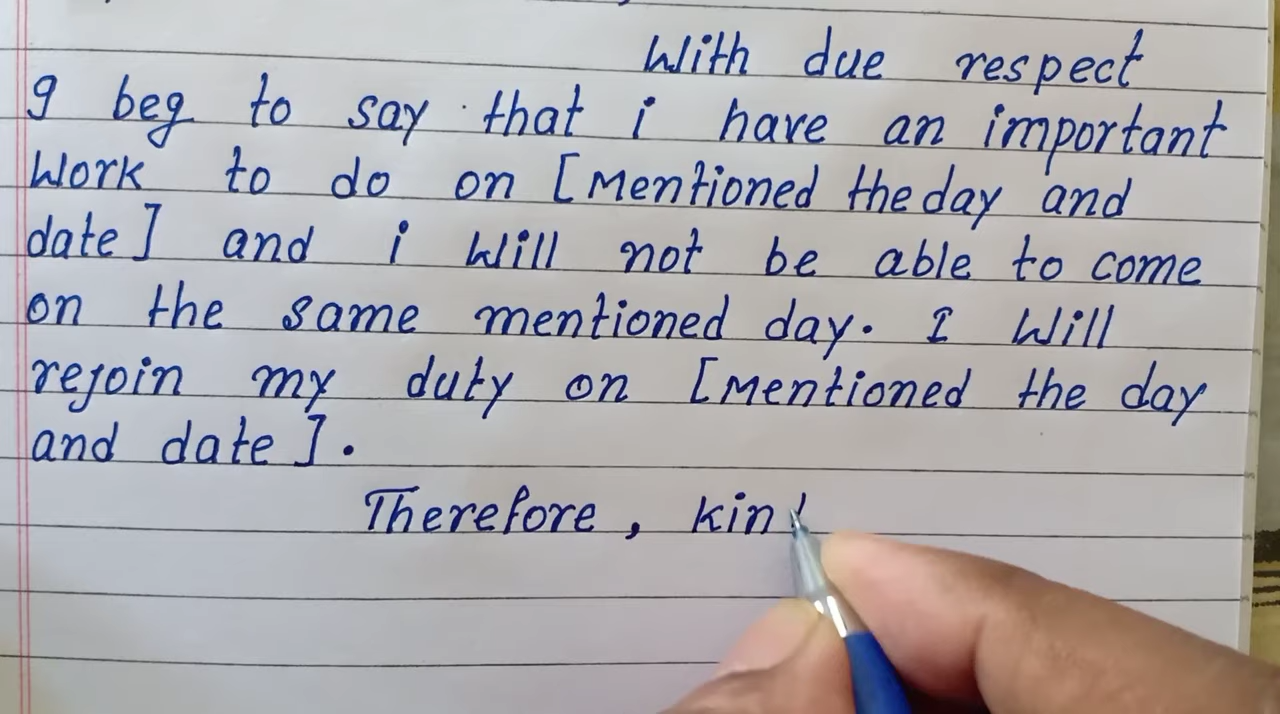 With due respect
I beg to say that i have an important
Work to do on [Mentioned the day and
date] and i Will not be able to come
on the same mentioned day. I Will
rejoin my duty on [Mentioned the day
and date].
Therefore, kin